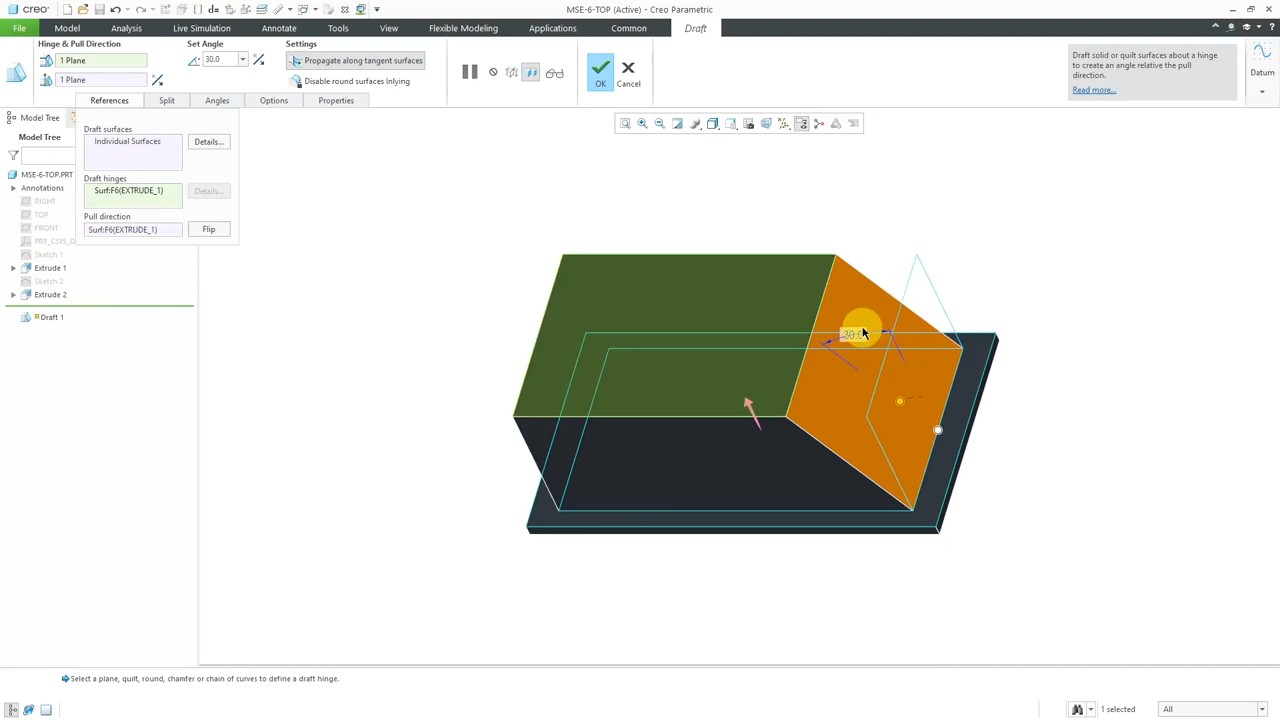 creo
MSE-6-TOP (Active) - Creo Parametric
File Model Analysis Live Simulation Annotate Tools View Flexible Modeling Applications Common Draft
Hinge & Pull Direction Set Angle Settings
1 Plane 30.0 Propagate along tangent surfaces
1 Plane Disable round surfaces Inlying
OK Cancel
Draft solid or quilt surfaces about a hinge
to create an angle relative the pull
direction.
Read more...
Datum
References Split Angles Options Properties
Model Tree
Model Tree
MSE-6-TOP.PRT
Annotations
RIGHT
TOP
FRONT
PRT_CSYS_D
Sketch 1
Extrude 1
Sketch 2
Extrude 2
Draft 1
Draft surfaces
Individual Surfaces Details...
Draft hinges
Surf:F6(EXTRUDE_1) Details...
Pull direction
Surf:F6(EXTRUDE_1) Flip
Select a plane, quilt, round, chamfer or chain of curves to define a draft hinge.
1 selected All